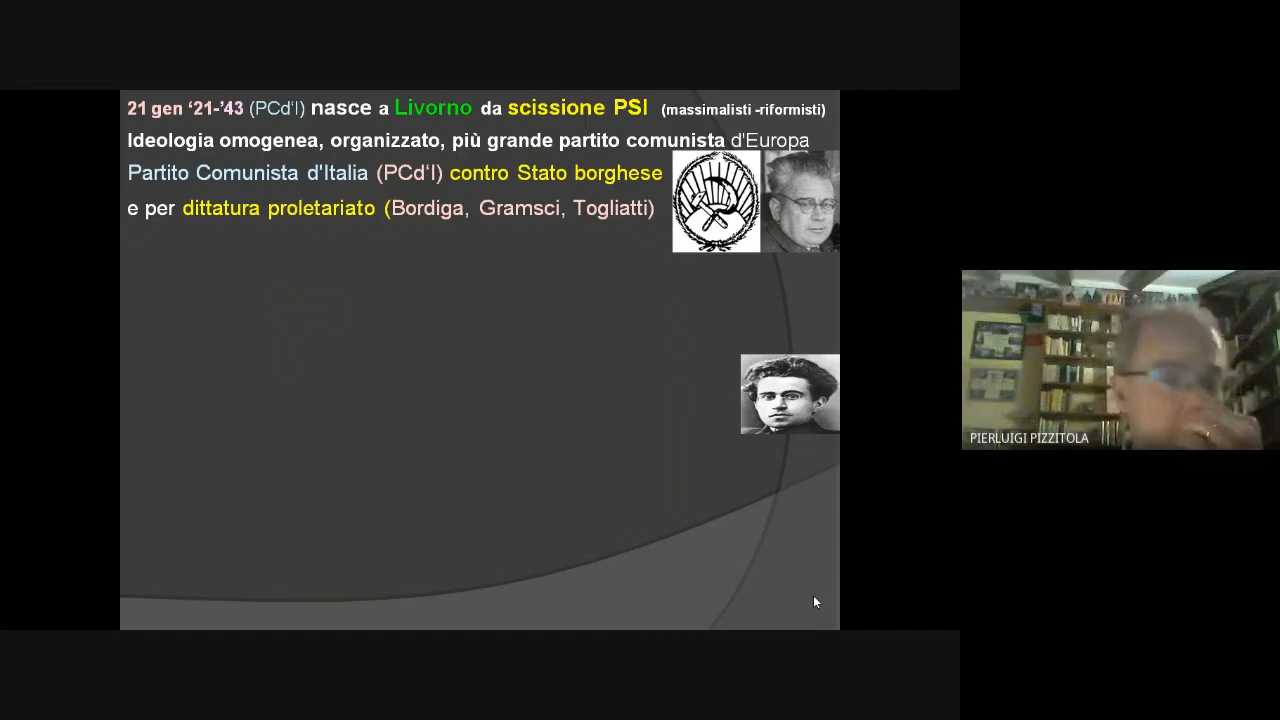 21 gen ‘21-’43 (PCd‘I) nasce a Livorno da scissione PSI (massimalisti -riformisti)
Ideologia omogenea, organizzato, più grande partito comunista d'Europa
Partito Comunista d'Italia (PCd‘I) contro Stato borghese
e per dittatura proletariato (Bordiga, Gramsci, Togliatti)
PIERLUIGI PIZZITOLA